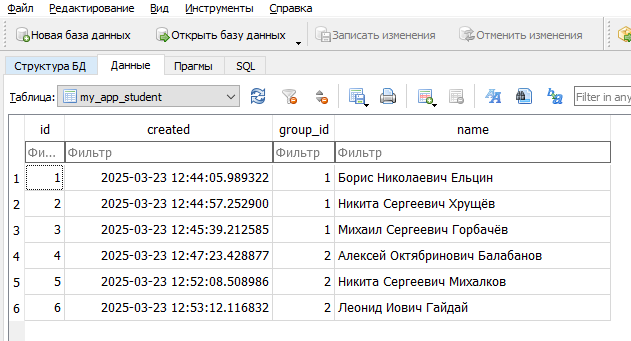 Файл Редактирование Вид Инструменты Справка
Новая база данных Открыть базу данных Записать изменения Отменить изменения
Структура БД Данные Прагмы SQL
Таблица: my_app_student Filter in any
id created group_id name
Фи... Фильтр Фильтр Фильтр
1 1 2025-03-23 12:44:05.989322 1 Борис Николаевич Ельцин
2 2 2025-03-23 12:44:57.252900 1 Никита Сергеевич Хрущёв
3 3 2025-03-23 12:45:39.212585 1 Михаил Сергеевич Горбачёв
4 4 2025-03-23 12:47:23.428877 2 Алексей Октябринович Балабанов
5 5 2025-03-23 12:52:08.508986 2 Никита Сергеевич Михалков
6 6 2025-03-23 12:53:12.116832 2 Леонид Иович Гайдай